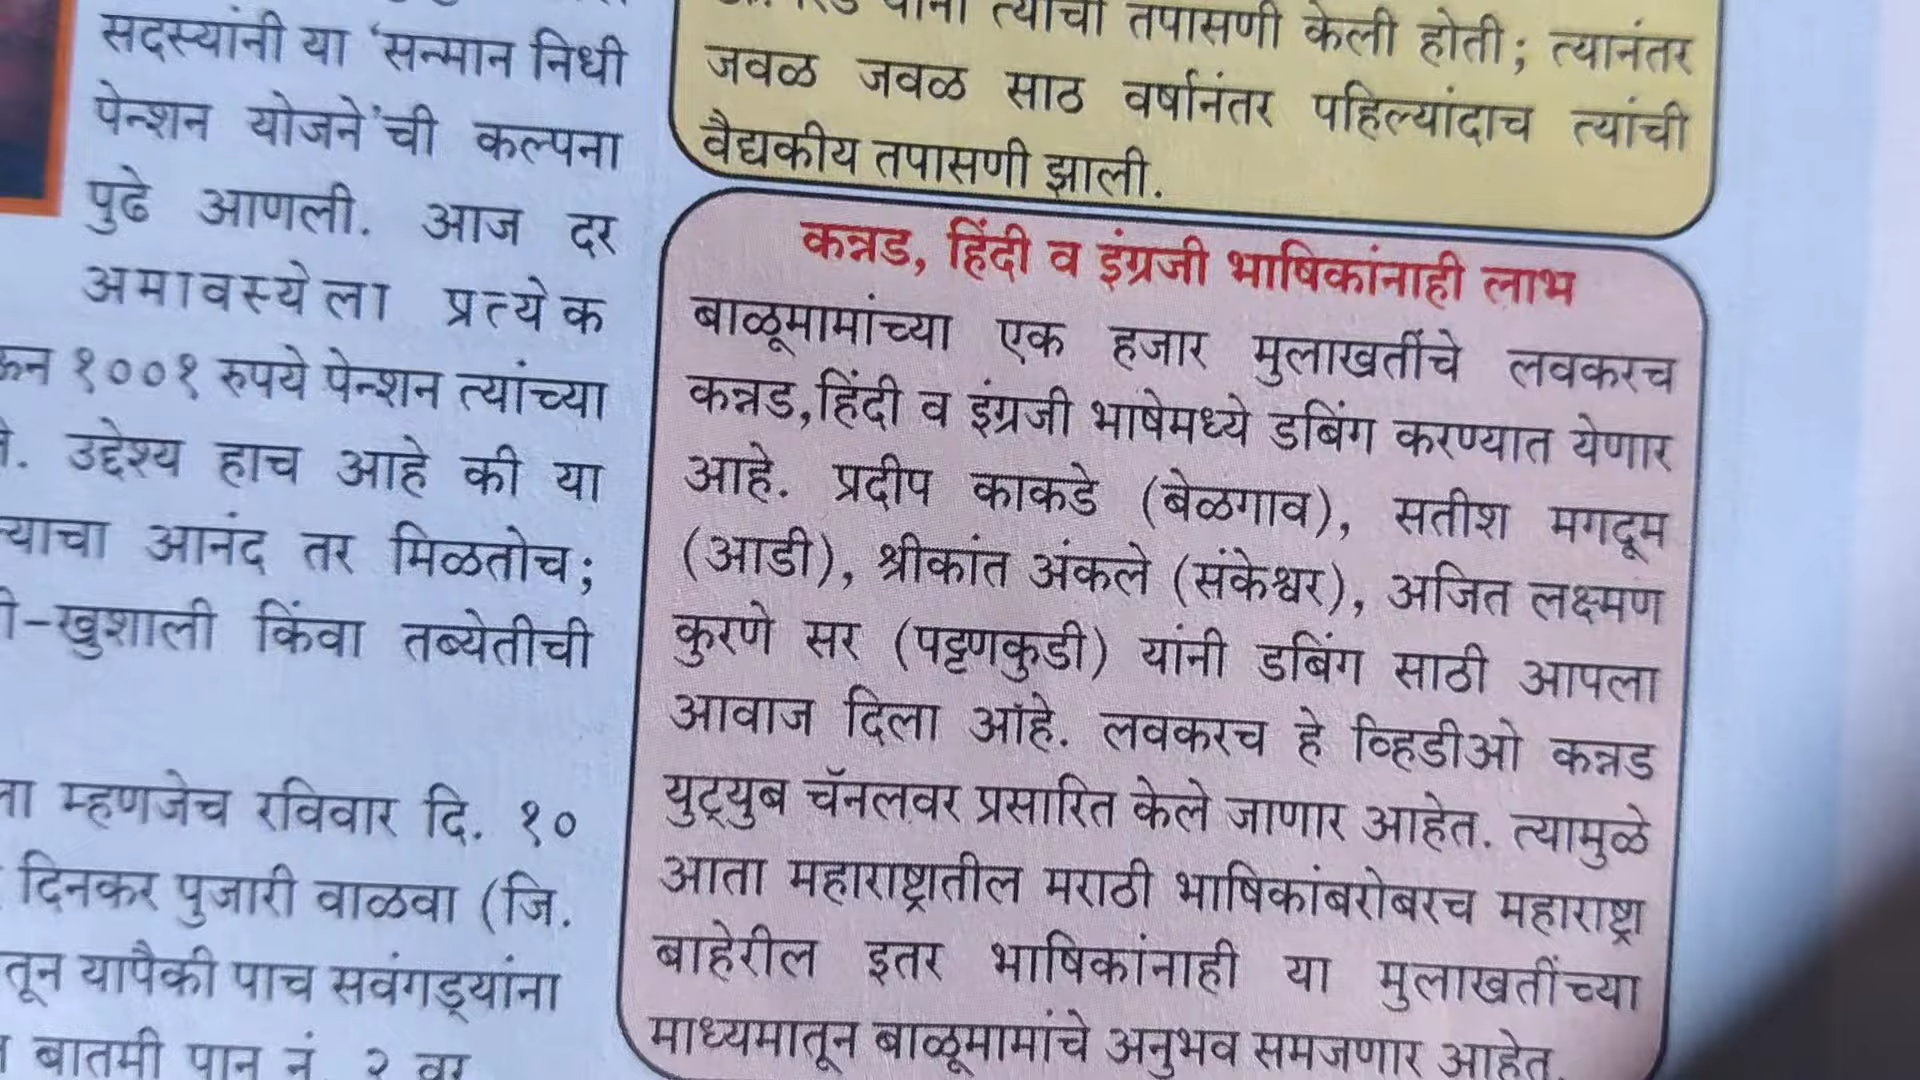 सदस्यांनी या ‘सन्मान निधी
पेन्शन योजने’ची कल्पना
पुढे आणली. आज दर
अमावस्येला प्रत्येक
१००१ रुपये पेन्शन त्यांच्या
उद्देश्य हाच आहे की या
आनंद तर मिळतोच;
-खुशाली किंवा तब्येतीची
म्हणजेच रविवार दि. १०
दिनकर पुजारी वाळवा (जि.
यापैकी पाच सवंगड्यांना
बातमी पान नं. २ वर
यांनी त्यांची तपासणी केली होती; त्यानंतर
जवळ जवळ साठ वर्षानंतर पहिल्यांदाच त्यांची
वैद्यकीय तपासणी झाली.
कन्नड, हिंदी व इंग्रजी भाषिकांनाही लाभ
बाळूमामांच्या एक हजार मुलाखतींचे लवकरच
कन्नड,हिंदी व इंग्रजी भाषेमध्ये डबिंग करण्यात येणार
आहे. प्रदीप काकडे (बेळगाव), सतीश मगदूम
(आडी), श्रीकांत अंकले (संकेश्वर), अजित लक्ष्मण
कुरणे सर (पट्टणकुडी) यांनी डबिंग साठी आपला
आवाज दिला आहे. लवकरच हे व्हिडीओ कन्नड
युट्युब चॅनलवर प्रसारित केले जाणार आहेत. त्यामुळे
आता महाराष्ट्रातील मराठी भाषिकांबरोबरच महाराष्ट्रा
बाहेरील इतर भाषिकांनाही या मुलाखतींच्या
माध्यमातून बाळूमामांचे अनुभव समजणार आहेत.